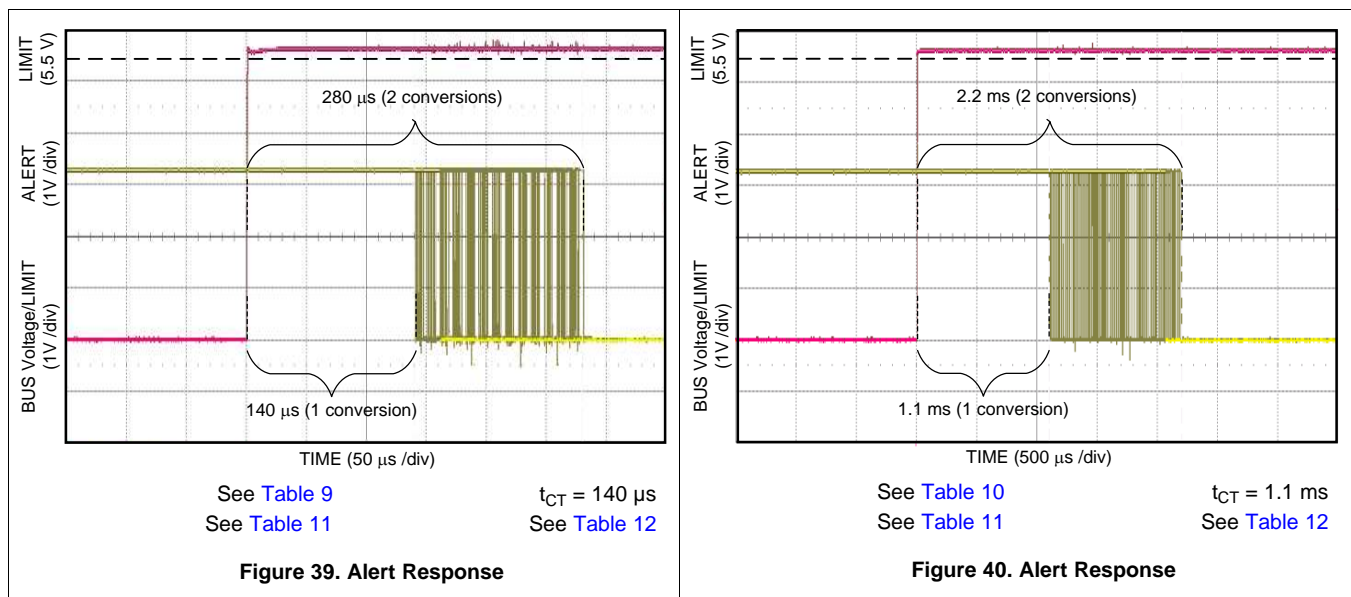 LIMIT
(5.5 V)
280 µs (2 conversions)
ALERT
(1V /div)
BUS Voltage/LIMIT
(1V /div)
140 µs (1 conversion)
TIME (50 µs /div)
See Table 9
tCT = 140 µs
See Table 11
See Table 12
Figure 39. Alert Response
LIMIT
(5.5 V)
2.2 ms (2 conversions)
ALERT
(1V /div)
BUS Voltage/LIMIT
(1V /div)
1.1 ms (1 conversion)
TIME (500 µs /div)
See Table 10
tCT = 1.1 ms
See Table 11
See Table 12
Figure 40. Alert Response